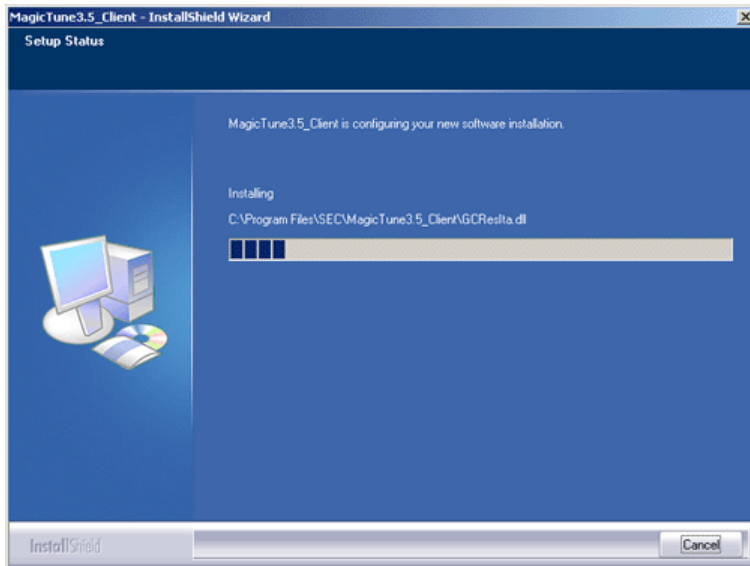 MagicTune3.5_Client - InstallShield Wizard
Setup Status
MagicTune3.5_Client is configuring your new software installation.
Installing
C:\Program Files\SEC\MagicTune3.5_Client\GCResIta.dll
InstallShield
Cancel